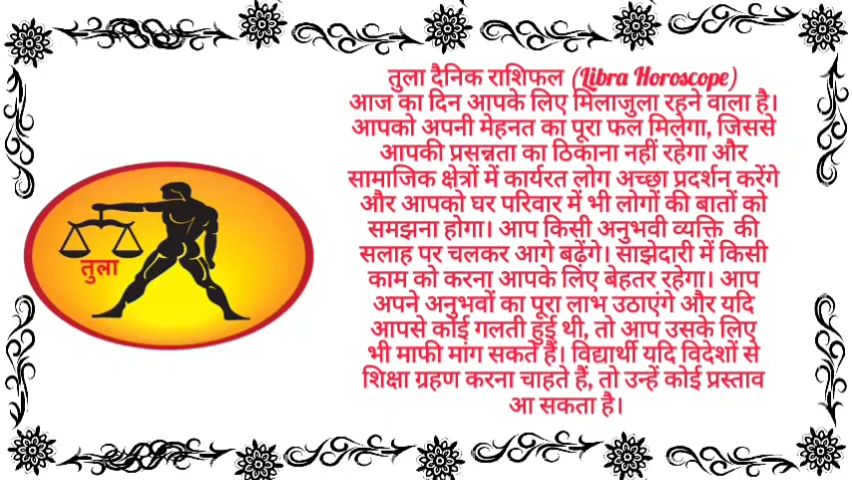 तुला दैनिक राशिफल (Libra Horoscope)
आज का दिन आपके लिए मिलाजुला रहने वाला है।
आपको अपनी मेहनत का पूरा फल मिलेगा, जिससे
आपकी प्रसन्नता का ठिकाना नहीं रहेगा और
सामाजिक क्षेत्रों में कार्यरत लोग अच्छा प्रदर्शन करेंगे
और आपको घर परिवार में भी लोगों की बातों को
समझना होगा। आप किसी अनुभवी व्यक्ति की
सलाह पर चलकर आगे बढ़ेंगे। साझेदारी में किसी
काम को करना आपके लिए बेहतर रहेगा। आप
अपने अनुभवों का पूरा लाभ उठाएंगे और यदि
आपसे कोई गलती हुई थी, तो आप उसके लिए
भी माफी मांग सकते हैं। विद्यार्थी यदि विदेशों से
शिक्षा ग्रहण करना चाहते हैं, तो उन्हें कोई प्रस्ताव
आ सकता है।
तुला